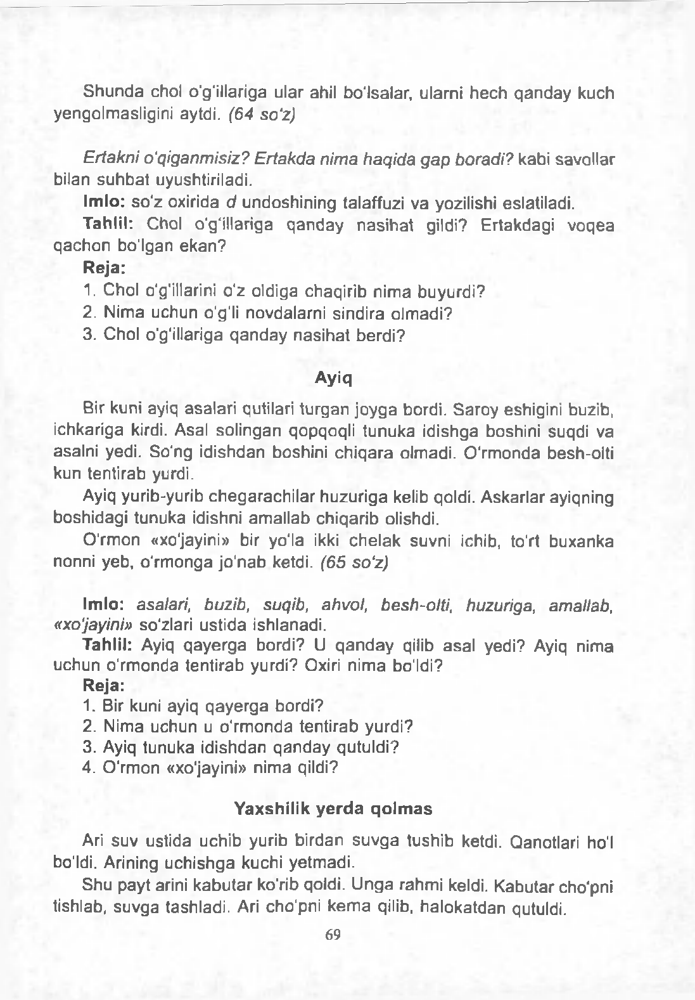 Shunda chol o'g'illariga ular ahil bo'lsalar, ularni hech qanday kuch
yengolmasligini aytdi. (64 so'z)
Ertakni o'qiganmisiz? Ertakda nima haqida gap boradi? kabi savollar
bilan suhbat uyushtiriladi.
Imlo: so'z oxirida d undoshining talaffuzi va yozilishi eslatiladi.
Tahlil: Chol o'g'illariga qanday nasihat gildi? Ertakdagi voqea
qachon bo'lgan ekan?
Reja:
1. Chol o'g'illarini o'z oldiga chaqirib nima buyurdi?
2. Nima uchun o'g'li novdalarni sindira olmadi?
3. Chol o'g'illariga qanday nasihat berdi?
Ayiq
Bir kuni ayiq asalari qutilari turgan joyga bordi. Saroy eshigini buzib,
ichkariga kirdi. Asal solingan qopqoqli tunuka idishga boshini suqdi va
asalni yedi. So'ng idishdan boshini chiqara olmadi. O'rmonda besh-olti
kun tentirab yurdi.
Ayiq yurib-yurib chegarachilar huzuriga kelib qoldi. Askarlar ayiqning
boshidagi tunuka idishni amallab chiqarib olishdi.
O'rmon «xo'jayini» bir yo'la ikki chelak suvni ichib, to'rt buxanka
nonni yeb, o'rmonga jo'nab ketdi. (65 so'z)
Imlo: asalari, buzib, suqib, ahvol, besh-olti, huzuriga, amallab,
«xo'jayini» so'zlari ustida ishlanadi.
Tahlil: Ayiq qayerga bordi? U qanday qilib asal yedi? Ayiq nima
uchun o'rmonda tentirab yurdi? Oxiri nima bo'ldi?
Reja:
1. Bir kuni ayiq qayerga bordi?
2. Nima uchun u o'rmonda tentirab yurdi?
3. Ayiq tunuka idishdan qanday qutuldi?
4. O'rmon «xo'jayini» nima qildi?
Yaxshilik yerda qolmas
Ari suv ustida uchib yurib birdan suvga tushib ketdi. Qanotlari ho'l
bo'ldi. Arining uchishga kuchi yetmadi.
Shu payt arini kabutar ko'rib qoldi. Unga rahmi keldi. Kabutar cho'pni
tishlab, suvga tashladi. Ari cho'pni kema qilib, halokatdan qutuldi.
69